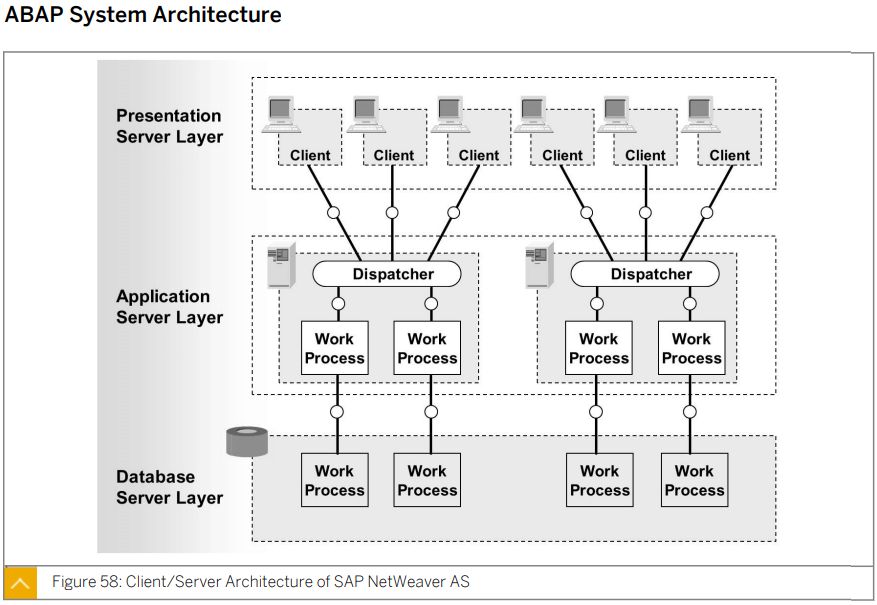 ABAP System Architecture
Presentation
Server Layer
Client
Client
Client
Client
Client
Client
Application
Server Layer
Dispatcher
Dispatcher
Work
Process
Work
Process
Work
Process
Work
Process
Database
Server Layer
Work
Process
Work
Process
Work
Process
Work
Process
Figure 58: Client/Server Architecture of SAP NetWeaver AS